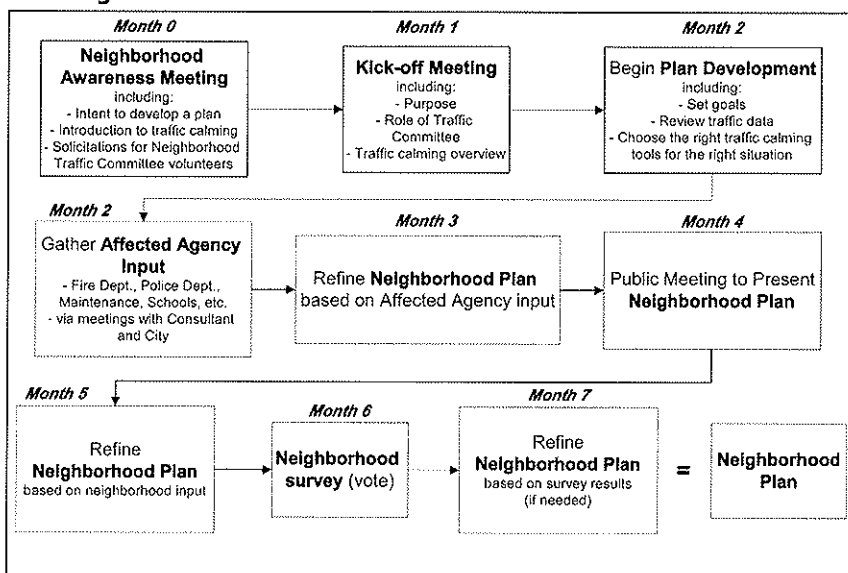 Month 0
Neighborhood
Awareness Meeting
including:
- Intent to develop a plan
- Introduction to traffic calming
- Solicitations for Neighborhood
Traffic Committee volunteers
Month 1
Kick-off Meeting
including:
- Purpose
- Role of Traffic
Committee
- Traffic calming overview
Month 2
Begin Plan Development
including:
- Set goals
- Review traffic data
- Choose the right traffic calming
tools for the right situation
Month 2
Gather Affected Agency
Input
- Fire Dept., Police Dept.,
Maintenance, Schools, etc.
- via meetings with Consultant
and City
Month 3
Refine Neighborhood Plan
based on Affected Agency input
Month 4
Public Meeting to Present
Neighborhood Plan
Month 5
Refine
Neighborhood Plan
based on neighborhood input
Month 6
Neighborhood
survey (vote)
Month 7
Refine
Neighborhood Plan
based on survey results
(if needed)
=
Neighborhood
Plan